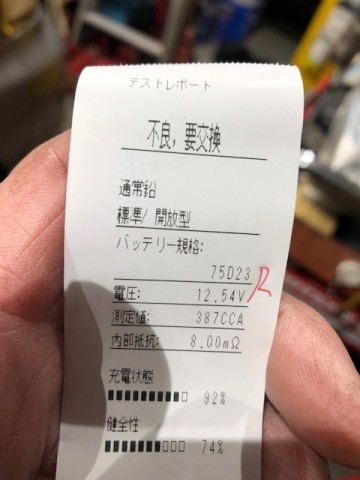 テストレポート
不良, 要交換
通常鉛
標準/ 開放型
バッテリー規格:
75D23 R
電圧: 12.54V
測定値: 387CCA
内部抵抗: 8.00mΩ
充電状態
92%
健全性
74%